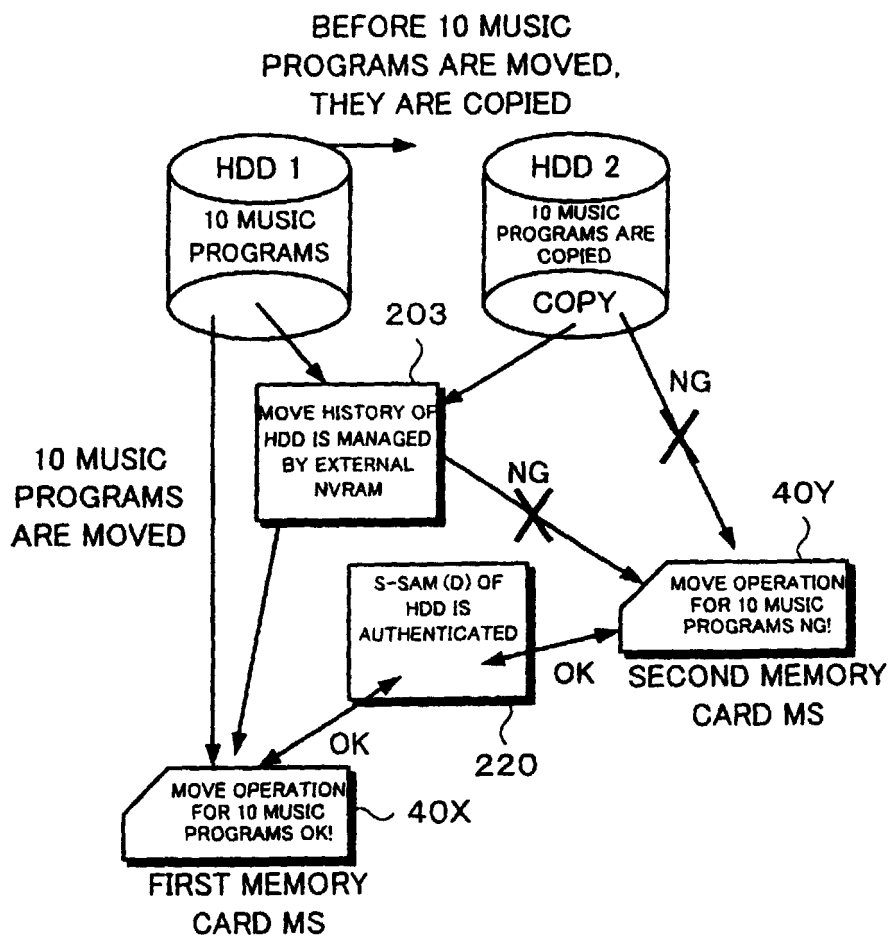 BEFORE 10 MUSIC
PROGRAMS ARE MOVED,
THEY ARE COPIED
HDD 1
10 MUSIC
PROGRAMS
HDD 2
10 MUSIC
PROGRAMS ARE
COPIED
COPY
203
NG
MOVE HISTORY OF
HDD IS MANAGED
BY EXTERNAL
NVRAM
10 MUSIC
PROGRAMS
ARE MOVED
NG
40Y
S-SAM (D) OF
HDD IS
AUTHENTICATED
MOVE OPERATION
FOR 10 MUSIC
PROGRAMS NG!
OK
SECOND MEMORY
CARD MS
OK
220
MOVE OPERATION
FOR 10 MUSIC
PROGRAMS OK!
40X
FIRST MEMORY
CARD MS